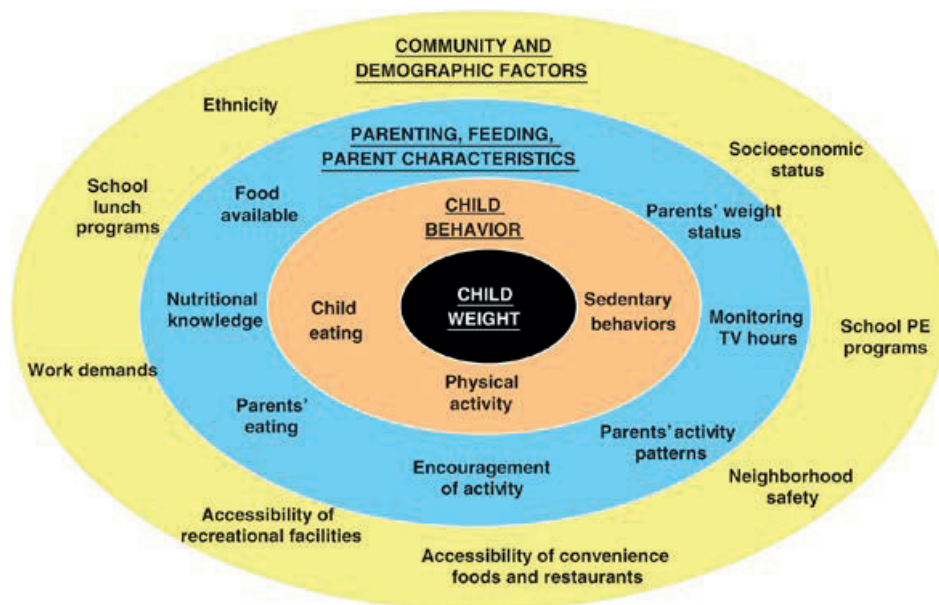 COMMUNITY AND
DEMOGRAPHIC FACTORS
Ethnicity
PARENTING, FEEDING,
PARENT CHARACTERISTICS
Socioeconomic
status
School
lunch
programs
Food
available
CHILD
BEHAVIOR
Parents' weight
status
Nutritional
knowledge
Child
eating
CHILD
WEIGHT
Sedentary
behaviors
Monitoring
TV hours
School PE
programs
Work demands
Physical
activity
Parents'
eating
Parents' activity
patterns
Encouragement
of activity
Neighborhood
safety
Accessibility of
recreational facilities
Accessibility of convenience
foods and restaurants